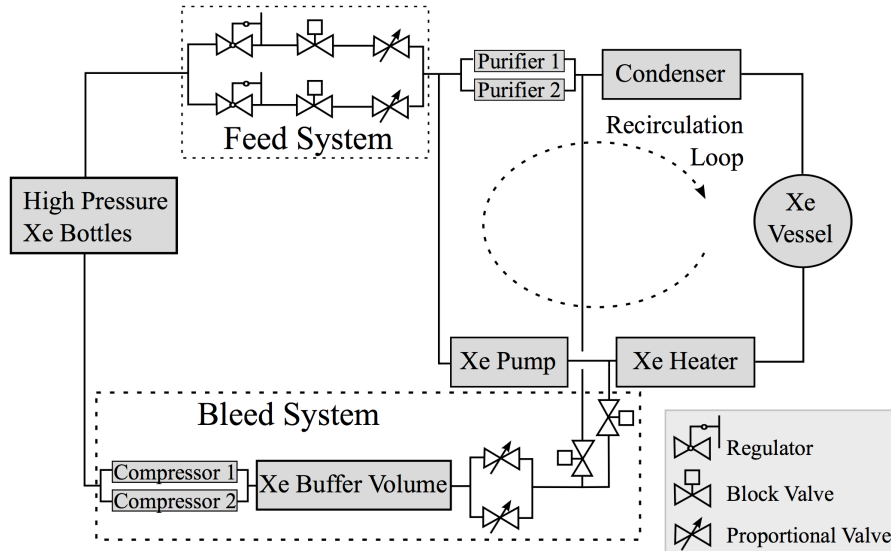 Feed System
Purifier 1
Purifier 2
Condenser
Recirculation
Loop
High Pressure
Xe Bottles
Xe
Vessel
Xe Pump
Xe Heater
Bleed System
Compressor 1
Compressor 2
Xe Buffer Volume
Regulator
Block Valve
Proportional Valve